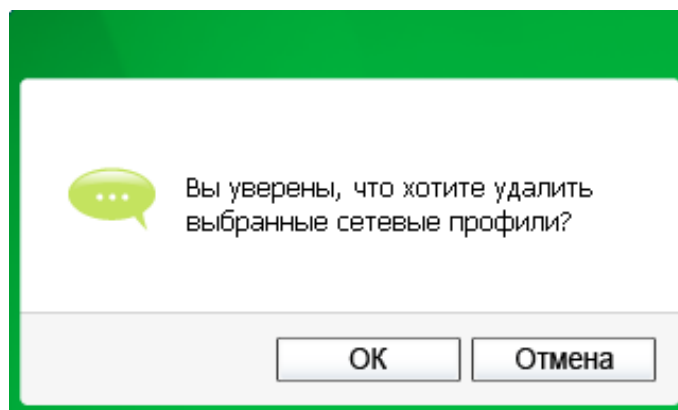 Вы уверены, что хотите удалить
выбранные сетевые профили?
ОК
Отмена